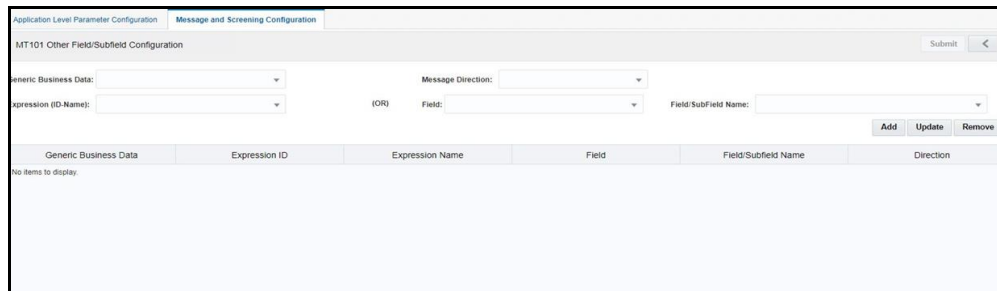 Application Level Parameter Configuration Message and Screening Configuration
MT101 Other Field/Subfield Configuration Submit <
Generic Business Data: Message Direction:
Expression (ID-Name): (OR) Field: Field/SubField Name:
Add Update Remove
Generic Business Data Expression ID Expression Name Field Field/Subfield Name Direction
No items to display.